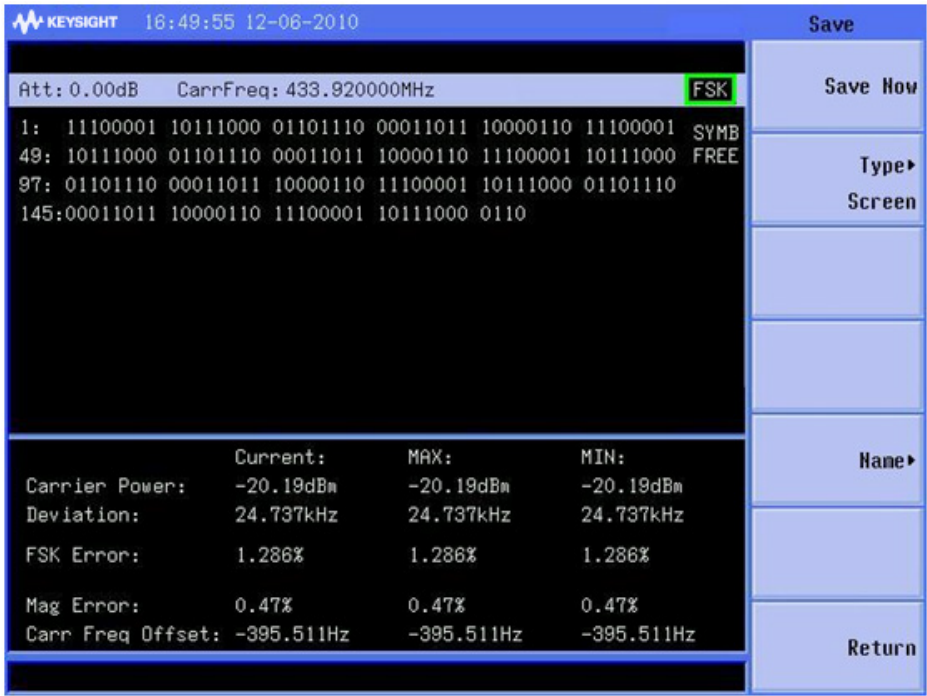 KEYSIGHT 16:49:55 12-06-2010
Save
Att: 0.00dB CarrFreq: 433.920000MHz FSK
1: 11100001 10111000 01101110 00011011 10000110 11100001 SYMB
49: 10111000 01101110 00011011 10000110 11100001 10111000 FREE
97: 01101110 00011011 10000110 11100001 10111000 01101110
145:00011011 10000110 11100001 10111000 0110
Current: MAX: MIN:
Carrier Power: -20.19dBm -20.19dBm -20.19dBm
Deviation: 24.737kHz 24.737kHz 24.737kHz
FSK Error: 1.286% 1.286% 1.286%
Mag Error: 0.47% 0.47% 0.47%
Carr Freq Offset: -395.511Hz -395.511Hz -395.511Hz
Save Now
Type▸
Screen
Name▸
Return